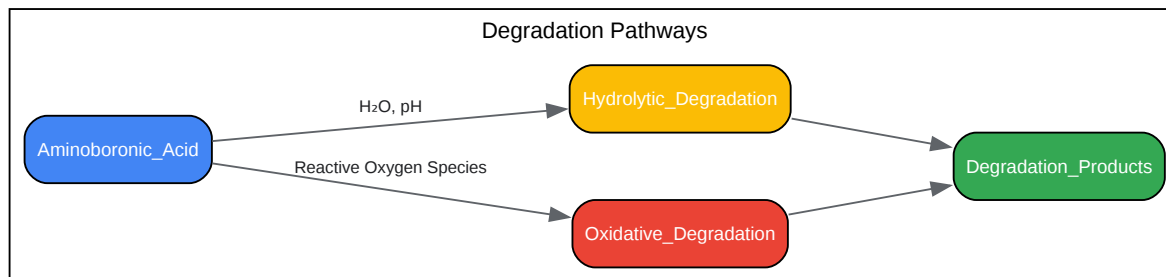 Degradation Pathways
Aminoboronic_Acid
H₂O, pH
Hydrolytic_Degradation
Reactive Oxygen Species
Oxidative_Degradation
Degradation_Products